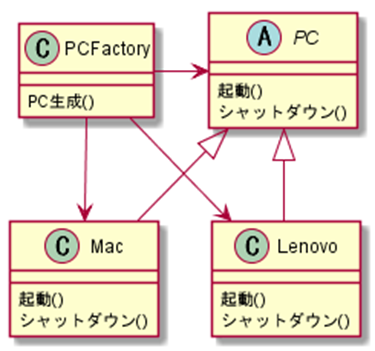 C PCFactory
PC生成()
A PC
起動()
シャットダウン()
C Mac
起動()
シャットダウン()
C Lenovo
起動()
シャットダウン()